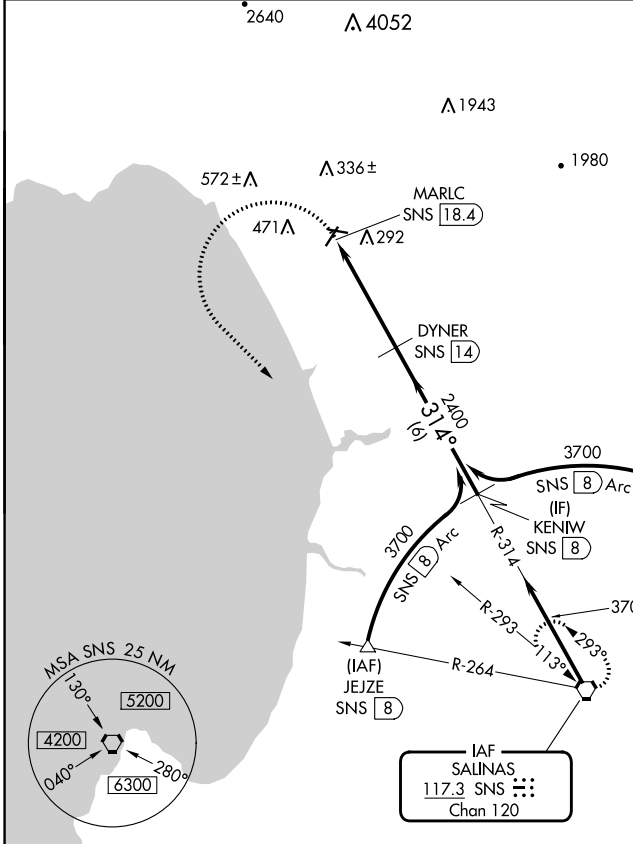 2640
4052
1943
1980
572±
336±
MARLC
SNS 18.4
471
292
DYNER
SNS 14
2400
314°
(6)
3700
SNS 8 Arc
(IF)
KENIW
SNS 8
3700
SNS 8 Arc
R-314
370
R-293
113°
293°
R-264
(IAF)
JEJZE
SNS 8
MSA SNS 25 NM
130°
5200
4200
040°
280°
6300
IAF
SALINAS
117.3 SNS
Chan 120